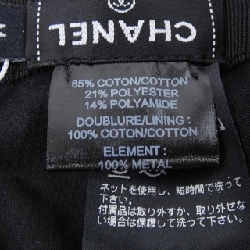 CHANEL
65% COTON/COTTON
21% POLYESTER
14% POLYAMIDE
DOUBLURE/LINING :
100% COTON/COTTON
ELEMENT :
100% METAL
ネットを使用し、短時間で洗って
下さい。
付属品は取り外すか、取り外せな
い場合は保護して洗って下さい。